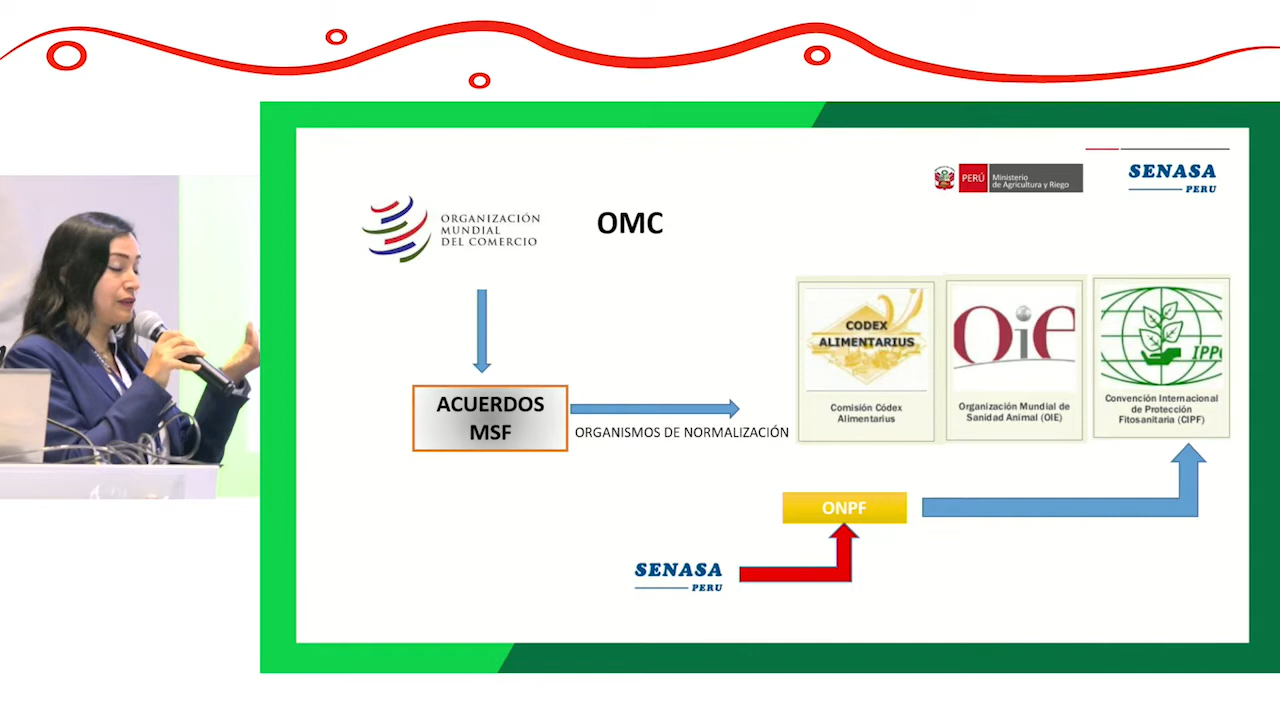 PERÚ
Ministerio
de Agricultura y Riego
SENASA
PERU
ORGANIZACIÓN
MUNDIAL
DEL COMERCIO
OMC
CODEX
ALIMENTARIUS
Comisión Códex
Alimentarius
OiE
Organización Mundial de
Sanidad Animal (OIE)
IPPC
Convención Internacional
de Protección
Fitosanitaria (CIPF)
ACUERDOS
MSF
ORGANISMOS DE NORMALIZACIÓN
ONPF
SENASA
PERU